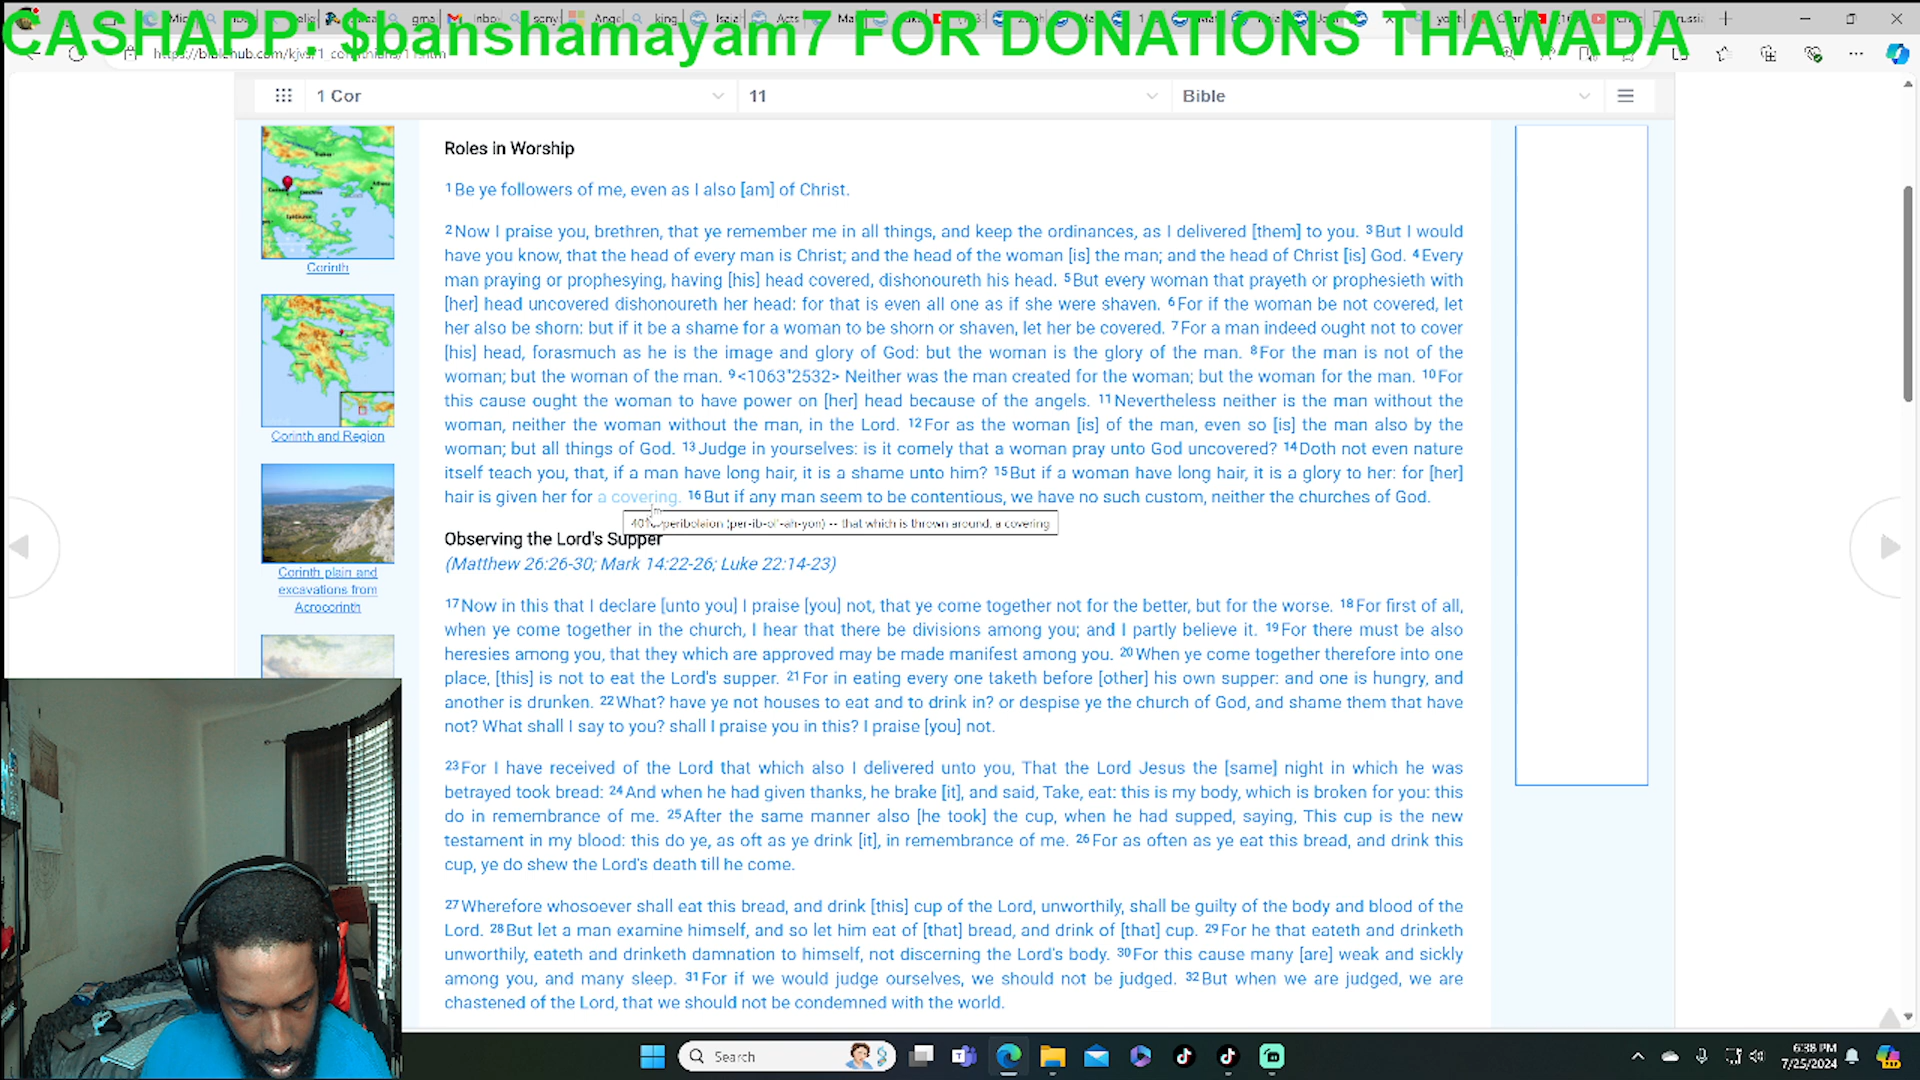 CASHAPP: $banshamayam7 FOR DONATIONS THAWADA
1 Cor
11
Bible
Roles in Worship
1 Be ye followers of me, even as I also [am] of Christ.
2 Now I praise you, brethren, that ye remember me in all things, and keep the ordinances, as I delivered [them] to you. 3 But I would
have you know, that the head of every man is Christ; and the head of the woman [is] the man; and the head of Christ [is] God. 4 Every
man praying or prophesying, having [his] head covered, dishonoureth his head. 5 But every woman that prayeth or prophesieth with
[her] head uncovered dishonoureth her head: for that is even all one as if she were shaven. 6 For if the woman be not covered, let
her also be shorn: but if it be a shame for a woman to be shorn or shaven, let her be covered. 7 For a man indeed ought not to cover
[his] head, forasmuch as he is the image and glory of God: but the woman is the glory of the man. 8 For the man is not of the
woman; but the woman of the man. 9 <1063"2532> Neither was the man created for the woman; but the woman for the man. 10 For
this cause ought the woman to have power on [her] head because of the angels. 11 Nevertheless neither is the man without the
woman, neither the woman without the man, in the Lord. 12 For as the woman [is] of the man, even so [is] the man also by the
woman; but all things of God. 13 Judge in yourselves: is it comely that a woman pray unto God uncovered? 14 Doth not even nature
itself teach you, that, if a man have long hair, it is a shame unto him? 15 But if a woman have long hair, it is a glory to her: for [her]
hair is given her for a covering. 16 But if any man seem to be contentious, we have no such custom, neither the churches of God.
peribolaion (per-ib-ol'-ah-yon) -- that which is thrown around, a covering
Observing the Lord's Supper
(Matthew 26:26-30; Mark 14:22-26; Luke 22:14-23)
17 Now in this that I declare [unto you] I praise [you] not, that ye come together not for the better, but for the worse. 18 For first of all,
when ye come together in the church, I hear that there be divisions among you; and I partly believe it. 19 For there must be also
heresies among you, that they which are approved may be made manifest among you. 20 When ye come together therefore into one
place, [this] is not to eat the Lord's supper. 21 For in eating every one taketh before [other] his own supper: and one is hungry, and
another is drunken. 22 What? have ye not houses to eat and to drink in? or despise ye the church of God, and shame them that have
not? What shall I say to you? shall I praise you in this? I praise [you] not.
23 For I have received of the Lord that which also I delivered unto you, That the Lord Jesus the [same] night in which he was
betrayed took bread: 24 And when he had given thanks, he brake [it], and said, Take, eat: this is my body, which is broken for you: this
do in remembrance of me. 25 After the same manner also [he took] the cup, when he had supped, saying, This cup is the new
testament in my blood: this do ye, as oft as ye drink [it], in remembrance of me. 26 For as often as ye eat this bread, and drink this
cup, ye do shew the Lord's death till he come.
27 Wherefore whosoever shall eat this bread, and drink [this] cup of the Lord, unworthily, shall be guilty of the body and blood of the
Lord. 28 But let a man examine himself, and so let him eat of [that] bread, and drink of [that] cup. 29 For he that eateth and drinketh
unworthily, eateth and drinketh damnation to himself, not discerning the Lord's body. 30 For this cause many [are] weak and sickly
among you, and many sleep. 31 For if we would judge ourselves, we should not be judged. 32 But when we are judged, we are
chastened of the Lord, that we should not be condemned with the world.
Corinth
Corinth and Region
Corinth plain and
excavations from
Acrocorinth
Search
6:38 PM
7/25/2024